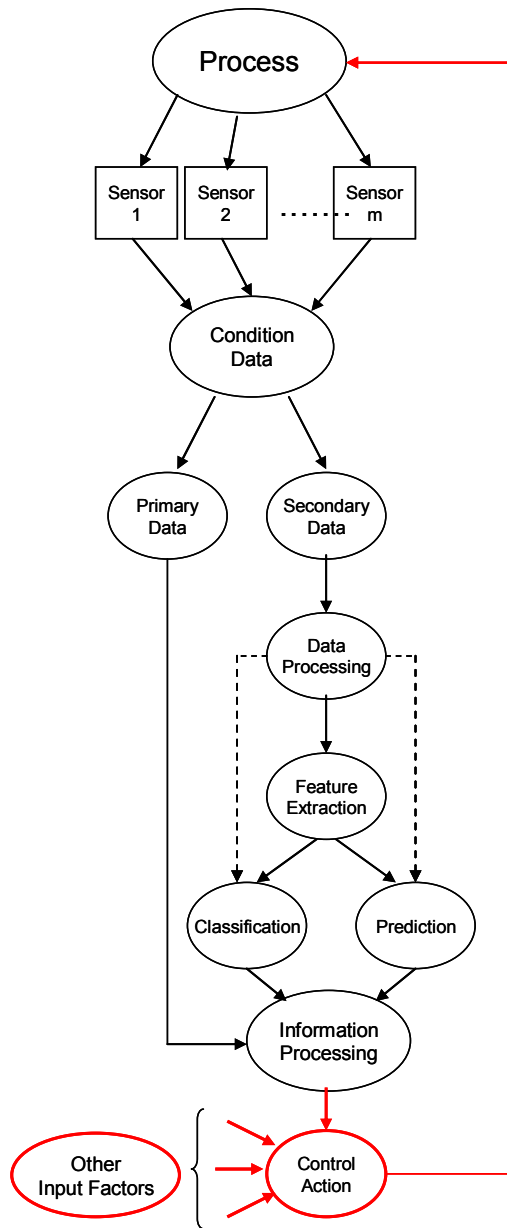 Process
Sensor
1
Sensor
2
.......
Sensor
m
Condition
Data
Primary
Data
Secondary
Data
Data
Processing
Feature
Extraction
Classification
Prediction
Information
Processing
Other
Input Factors
Control
Action